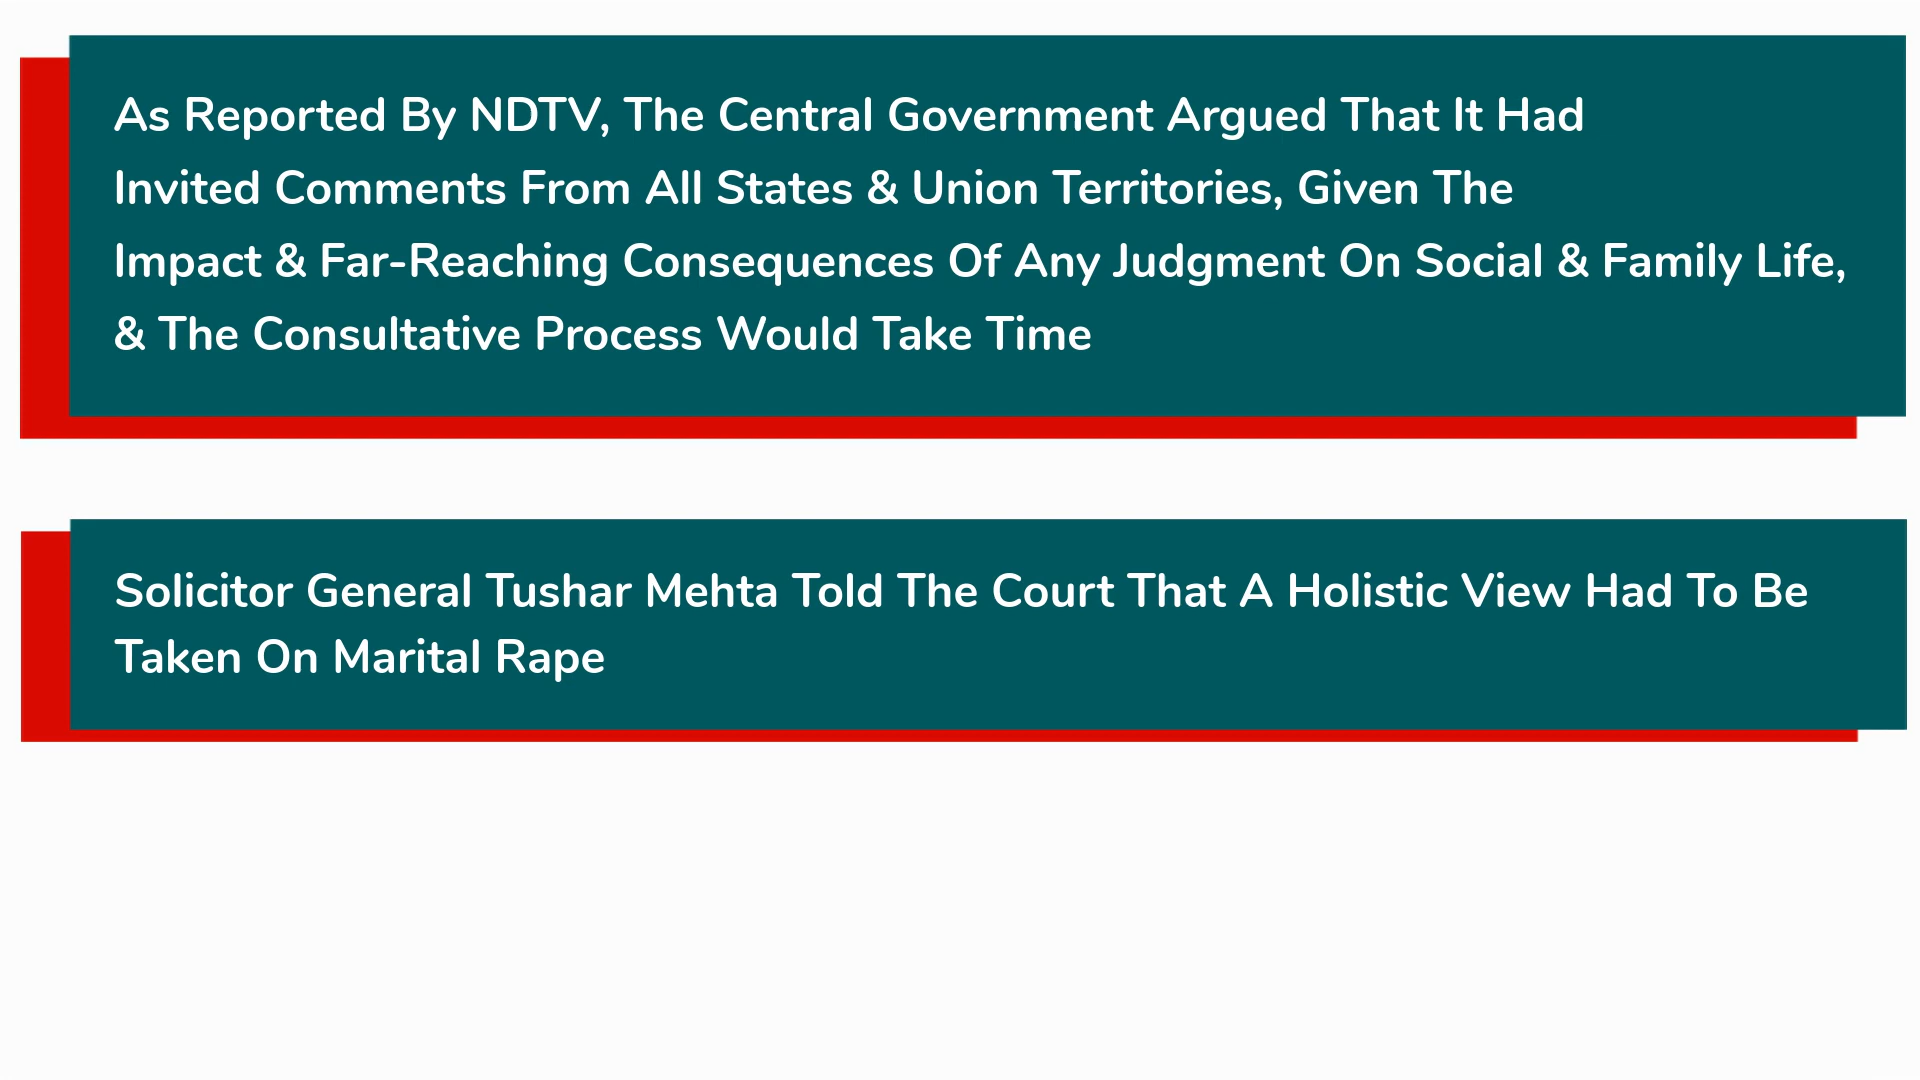 As Reported By NDTV, The Central Government Argued That It Had
Invited Comments From All States & Union Territories, Given The
Impact & Far-Reaching Consequences Of Any Judgment On Social & Family Life,
& The Consultative Process Would Take Time
Solicitor General Tushar Mehta Told The Court That A Holistic View Had To Be
Taken On Marital Rape